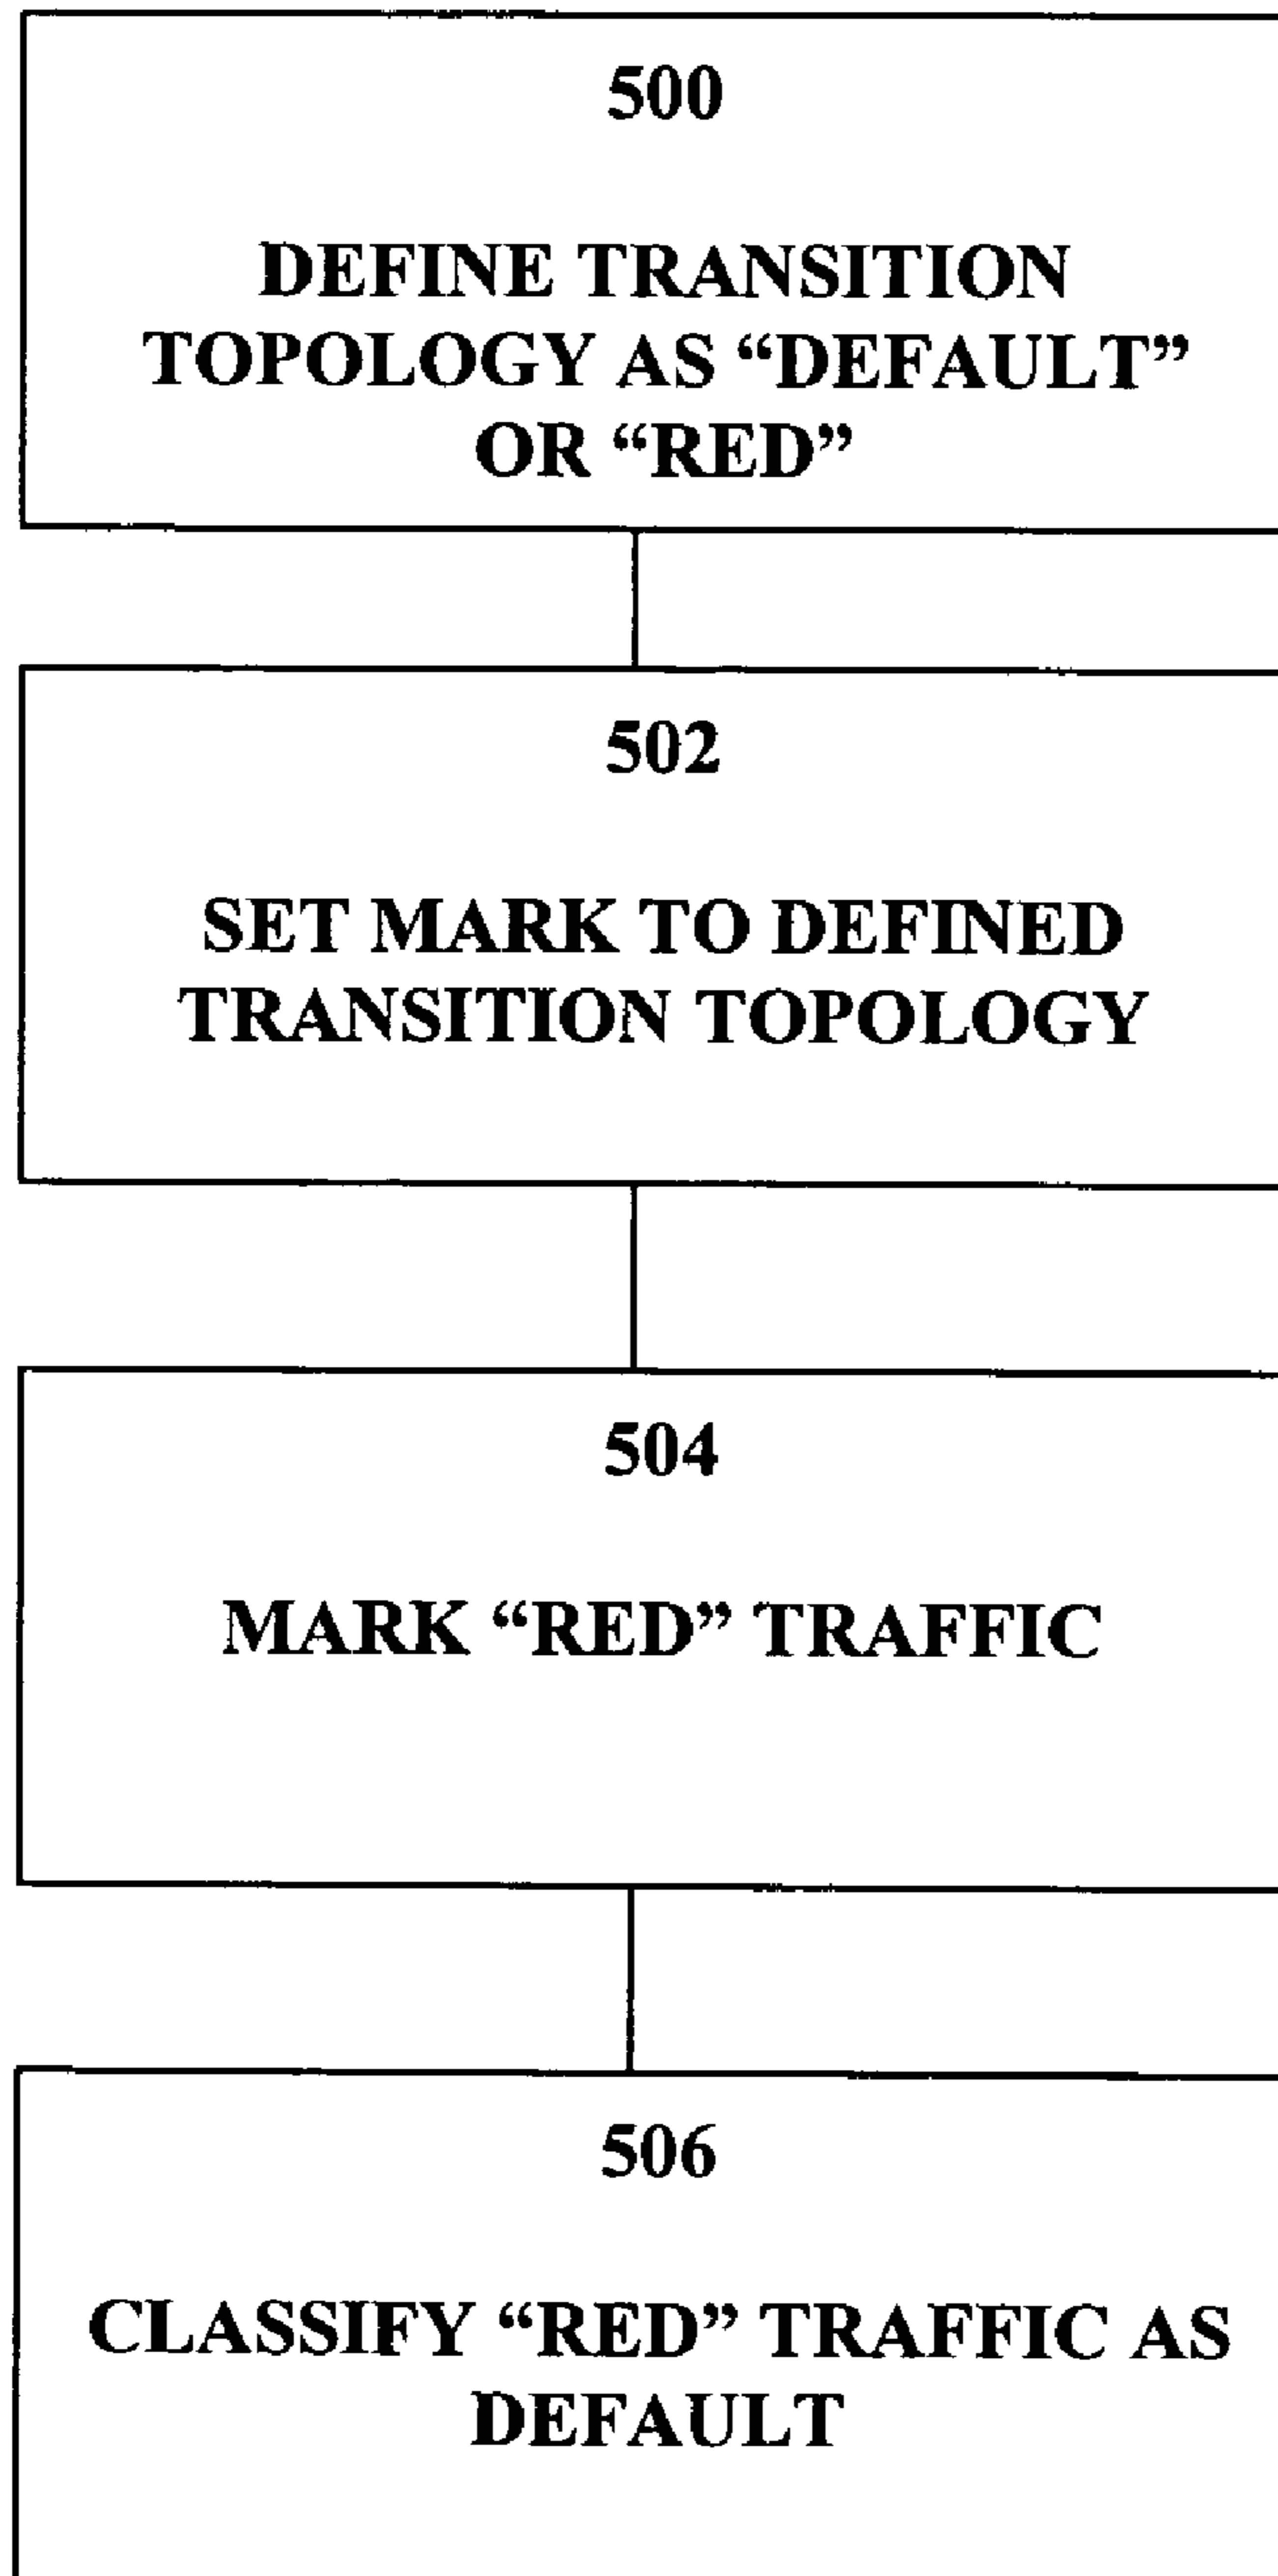 500
DEFINE TRANSITION
TOPOLOGY AS “DEFAULT”
OR “RED”
502
SET MARK TO DEFINED
TRANSITION TOPOLOGY
504
MARK “RED” TRAFFIC
506
CLASSIFY “RED” TRAFFIC AS
DEFAULT